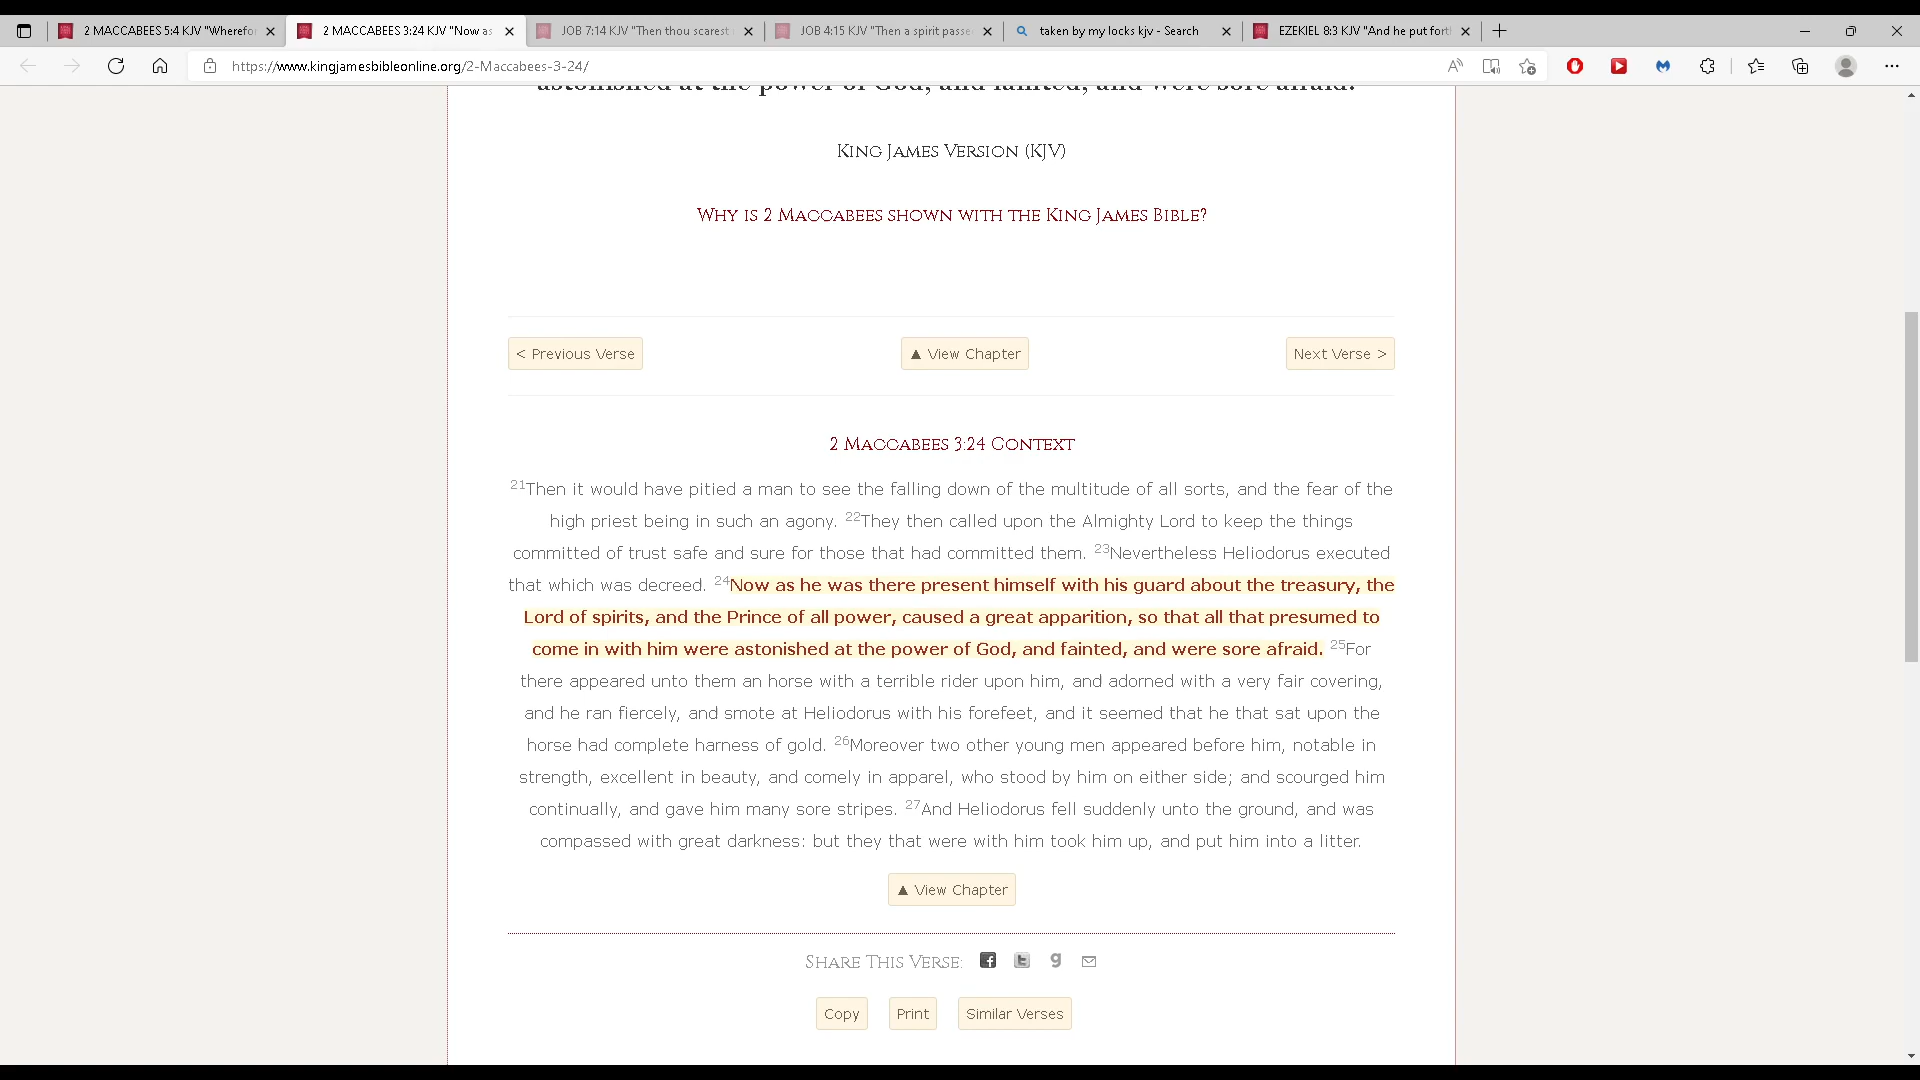 2 MACCABEES 5:4 KJV "Wherefo
2 MACCABEES 3:24 KJV "Now as
JOB 7:14 KJV "Then thou scarest
JOB 4:15 KJV "Then a spirit passe
taken by my locks kjv - Search
EZEKIEL 8:3 KJV "And he put fort
https://www.kingjamesbibleonline.org/2-Maccabees-3-24/
astonished at the power of God, and fainted, and were sore afraid.
King James Version (KJV)
Why is 2 Maccabees shown with the King James Bible?
< Previous Verse
▲ View Chapter
Next Verse >
2 Maccabees 3:24 Context
21Then it would have pitied a man to see the falling down of the multitude of all sorts, and the fear of the
high priest being in such an agony. 22They then called upon the Almighty Lord to keep the things
committed of trust safe and sure for those that had committed them. 23Nevertheless Heliodorus executed
that which was decreed. 24Now as he was there present himself with his guard about the treasury, the
Lord of spirits, and the Prince of all power, caused a great apparition, so that all that presumed to
come in with him were astonished at the power of God, and fainted, and were sore afraid. 25For
there appeared unto them an horse with a terrible rider upon him, and adorned with a very fair covering,
and he ran fiercely, and smote at Heliodorus with his forefeet, and it seemed that he that sat upon the
horse had complete harness of gold. 26Moreover two other young men appeared before him, notable in
strength, excellent in beauty, and comely in apparel, who stood by him on either side; and scourged him
continually, and gave him many sore stripes. 27And Heliodorus fell suddenly unto the ground, and was
compassed with great darkness: but they that were with him took him up, and put him into a litter.
▲ View Chapter
Share This Verse:
Copy
Print
Similar Verses